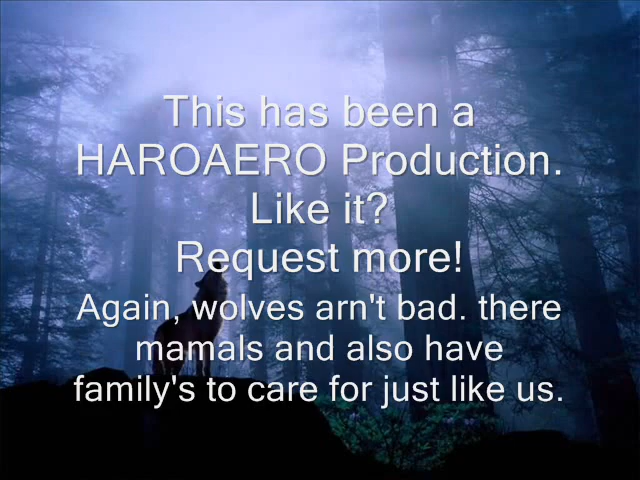 This has been a
HAROAERO Production.
Like it?
Request more!
Again, wolves arn't bad. there
mamals and also have
family's to care for just like us.